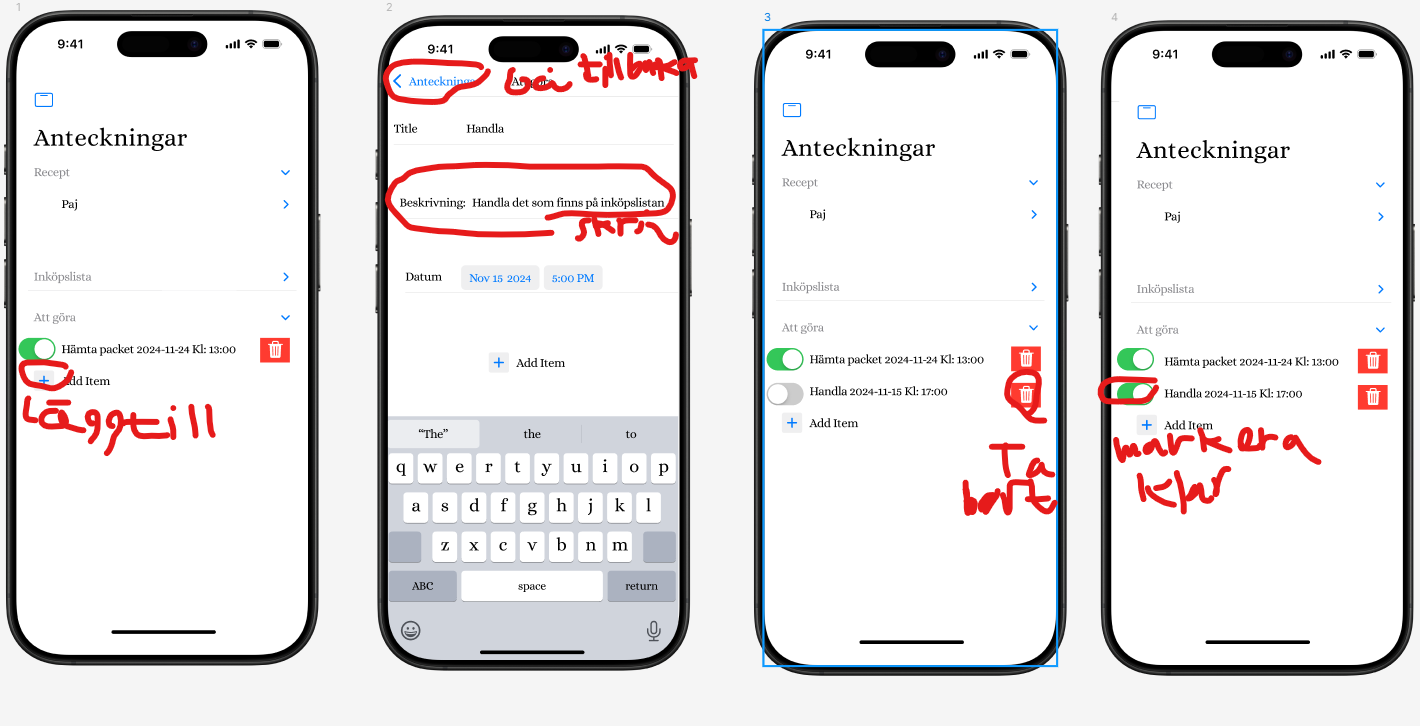 1
9:41
Anteckningar
Recept
Paj
Inköpslista
Att göra
Hämta packet 2024-11-24 Kl: 13:00
Add Item
Läggtill
2
9:41
Anteckningar
Att göra
tillbaka
Title Handla
Beskrivning: Handla det som finns på inköpslistan
skriv
Datum Nov 15 2024 5:00 PM
Add Item
“The” the to
q w e r t y u i o p
a s d f g h j k l
z x c v b n m
ABC space return
3
9:41
Anteckningar
Recept
Paj
Inköpslista
Att göra
Hämta packet 2024-11-24 Kl: 13:00
Handla 2024-11-15 Kl: 17:00
Add Item
Ta
bort
4
9:41
Anteckningar
Recept
Paj
Inköpslista
Att göra
Hämta packet 2024-11-24 Kl: 13:00
Handla 2024-11-15 Kl: 17:00
Add Item
markera
klar